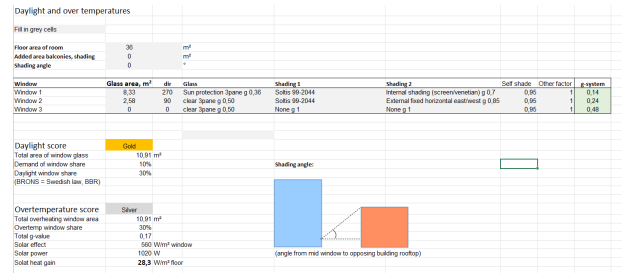 Daylight and over temperatures
Fill in grey cells
Floor area of room 36 m²
Added area balconies, shading 0 m²
Shading angle 0 °
Window Glass area, m² dir Glass Shading 1 Shading 2 Self shade Other factor g-system
Window 1 8,33 270 Sun protection 3pane g 0,36 Soltis 99-2044 Internal shading (screen/venetian) g 0,7 0,95 1 0,14
Window 2 2,58 90 clear 3pane g 0,50 Soltis 99-2044 External fixed horizontal east/west g 0,85 0,95 1 0,24
Window 3 0 0 clear 3pane g 0,50 None g 1 None g 1 0,95 1 0,48
Daylight score Gold
Total area of window glass 10,91 m²
Demand of window share 10% Shading angle:
Daylight window share 30%
(BRONS = Swedish law, BBR)
Overtemperature score Silver
Total overheating window area 10,91 m²
Overtemp window share 30%
Total g-value 0,17
Solar effect 560 W/m² window
Solar power 1020 W (angle from mid window to opposing building rooftop)
Solat heat gain 28,3 W/m² floor